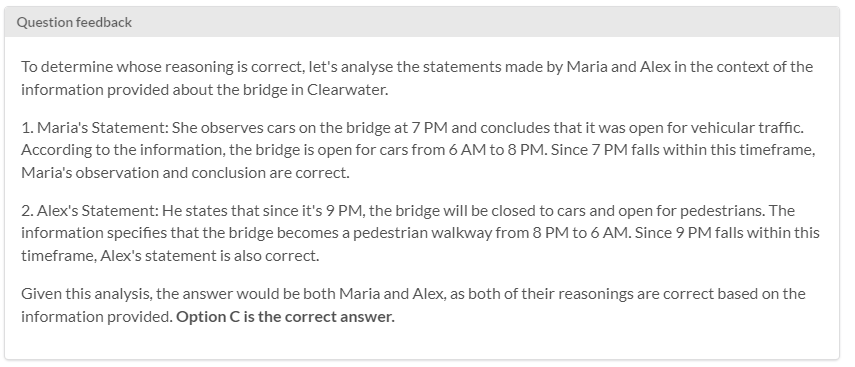 Question feedback
To determine whose reasoning is correct, let's analyse the statements made by Maria and Alex in the context of the
information provided about the bridge in Clearwater.
1. Maria's Statement: She observes cars on the bridge at 7 PM and concludes that it was open for vehicular traffic.
According to the information, the bridge is open for cars from 6 AM to 8 PM. Since 7 PM falls within this timeframe,
Maria's observation and conclusion are correct.
2. Alex's Statement: He states that since it's 9 PM, the bridge will be closed to cars and open for pedestrians. The
information specifies that the bridge becomes a pedestrian walkway from 8 PM to 6 AM. Since 9 PM falls within this
timeframe, Alex's statement is also correct.
Given this analysis, the answer would be both Maria and Alex, as both of their reasonings are correct based on the
information provided. Option C is the correct answer.